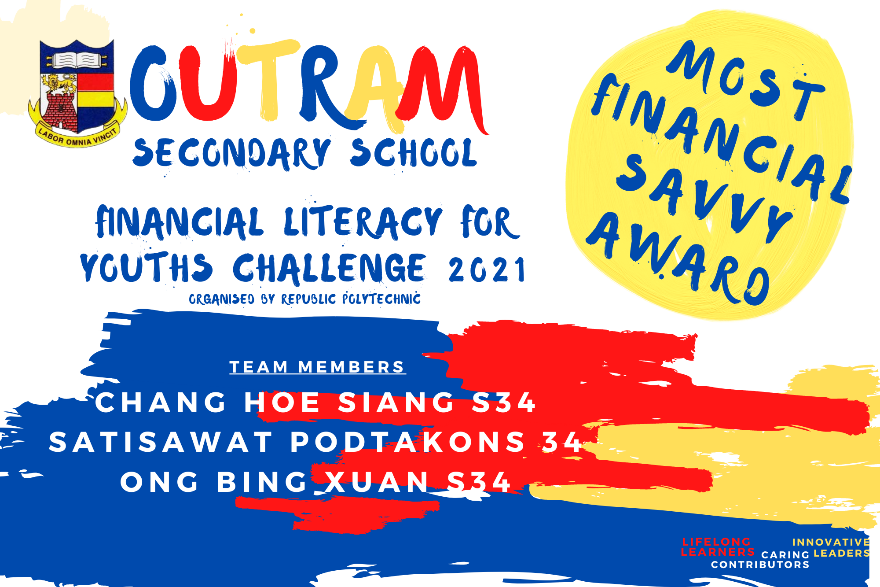 LABOR OMNIA VINCIT
OUTRAM
SECONDARY SCHOOL
FINANCIAL LITERACY FOR
YOUTHS CHALLENGE 2021
ORGANISED BY REPUBLIC POLYTECHNIC
MOST
FINANCIAL
SAVVY
AWARD
TEAM MEMBERS
CHANG HOE SIANG S34
SATISAWAT PODTAKONS 34
ONG BING XUAN S34
LIFELONG
LEARNERS
CARING
CONTRIBUTORS
INNOVATIVE
LEADERS